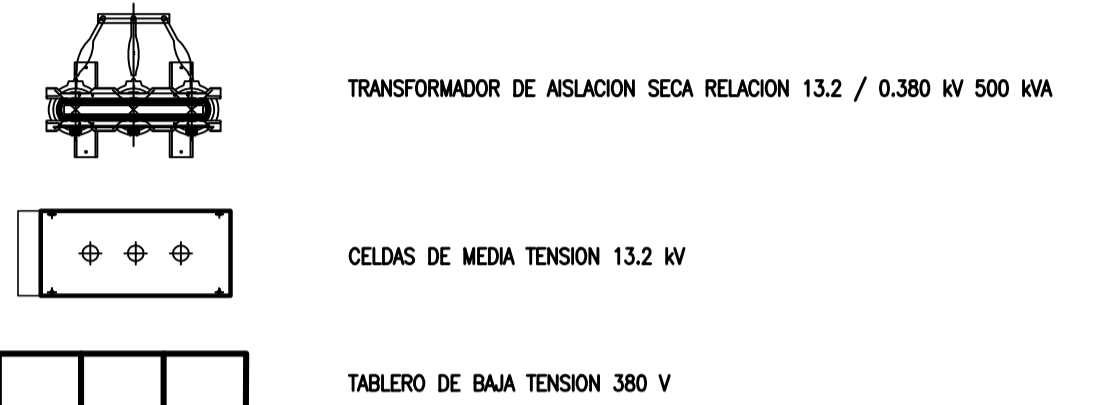 TRANSFORMADOR DE AISLACION SECA RELACION 13.2 / 0.380 kV 500 kVA
CELDAS DE MEDIA TENSION 13.2 kV
TABLERO DE BAJA TENSION 380 V